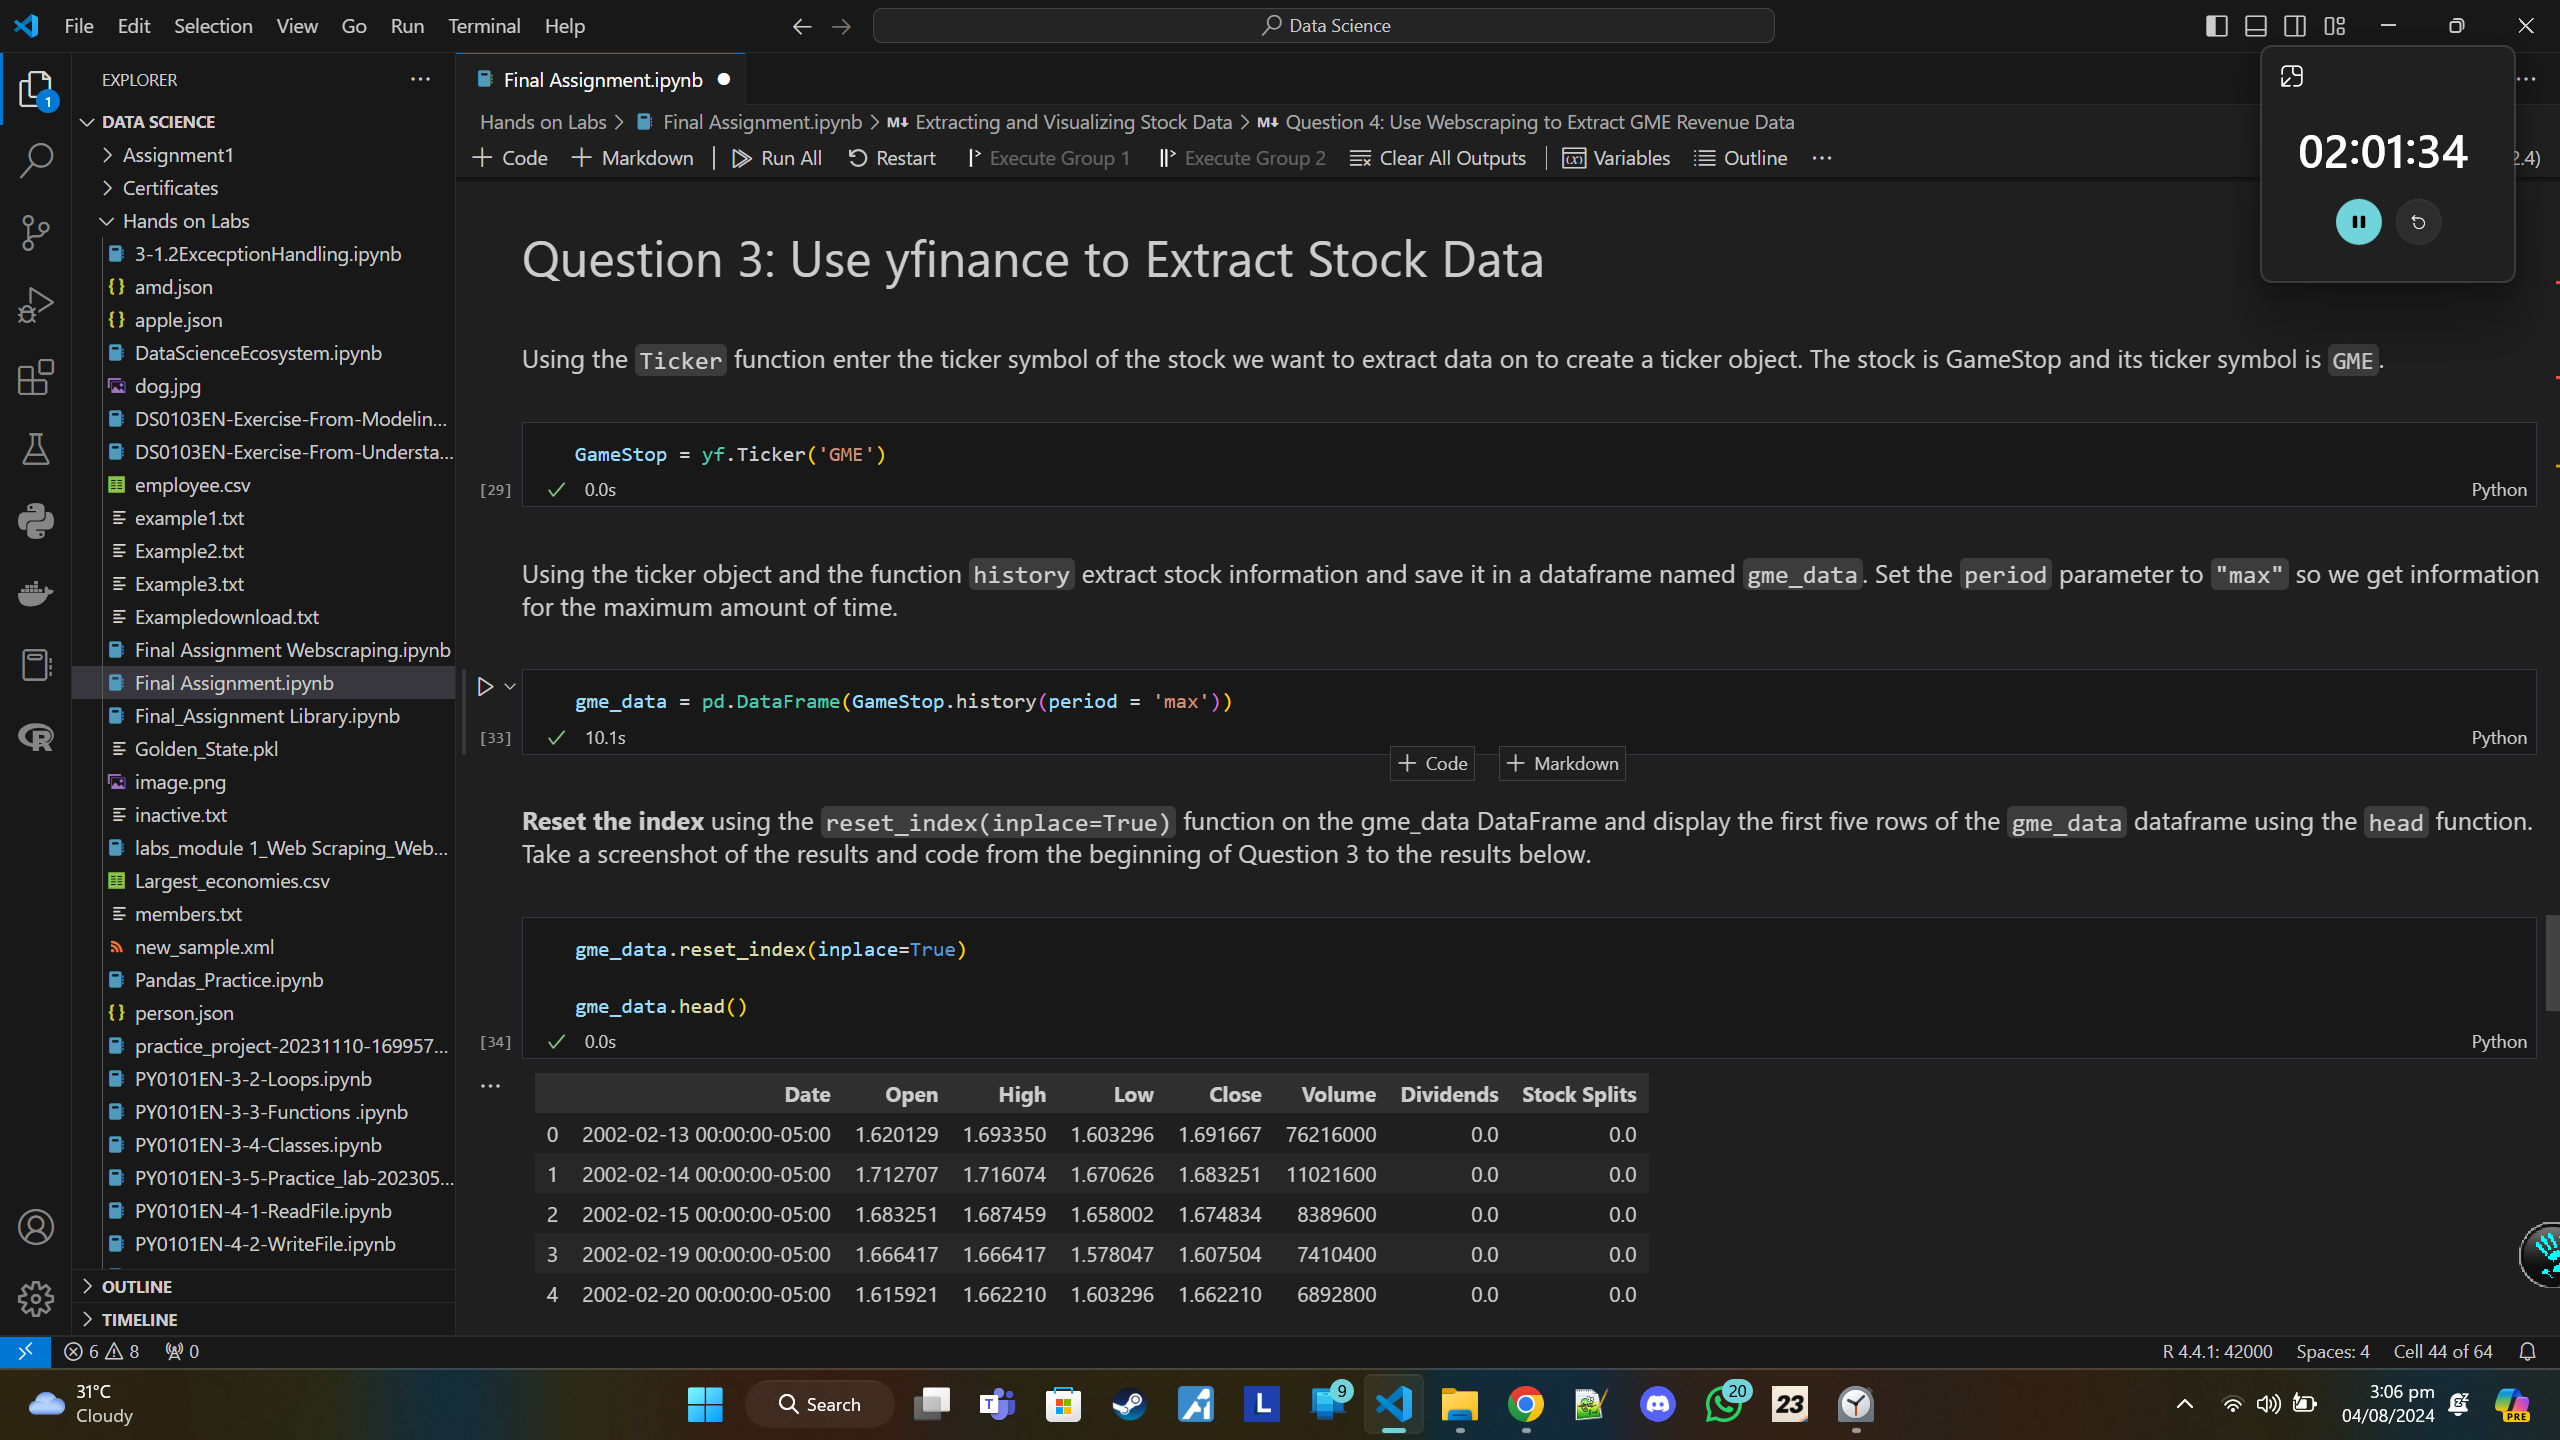 File Edit Selection View Go Run Terminal Help
Data Science
EXPLORER
Final Assignment.ipynb
02:01:34
1
DATA SCIENCE
Assignment1
Certificates
Hands on Labs
3-1.2ExcecptionHandling.ipynb
amd.json
apple.json
DataScienceEcosystem.ipynb
dog.jpg
DS0103EN-Exercise-From-Modelin...
DS0103EN-Exercise-From-Understa...
employee.csv
example1.txt
Example2.txt
Example3.txt
Exampledownload.txt
Final Assignment Webscraping.ipynb
Final Assignment.ipynb
Final_Assignment Library.ipynb
Golden_State.pkl
image.png
inactive.txt
labs_module 1_Web Scraping_Web...
Largest_economies.csv
members.txt
new_sample.xml
Pandas_Practice.ipynb
person.json
practice_project-20231110-169957...
PY0101EN-3-2-Loops.ipynb
PY0101EN-3-3-Functions .ipynb
PY0101EN-3-4-Classes.ipynb
PY0101EN-3-5-Practice_lab-202305...
PY0101EN-4-1-ReadFile.ipynb
PY0101EN-4-2-WriteFile.ipynb
OUTLINE
TIMELINE
Hands on Labs > Final Assignment.ipynb > M↓ Extracting and Visualizing Stock Data > M↓ Question 4: Use Webscraping to Extract GME Revenue Data
+ Code + Markdown | Run All Restart Execute Group 1 Execute Group 2 Clear All Outputs | Variables Outline ... 2.4)
Question 3: Use yfinance to Extract Stock Data
Using the Ticker function enter the ticker symbol of the stock we want to extract data on to create a ticker object. The stock is GameStop and its ticker symbol is GME.
GameStop = yf.Ticker('GME')
[29] ✓ 0.0s Python
Using the ticker object and the function history extract stock information and save it in a dataframe named gme_data. Set the period parameter to "max" so we get information
for the maximum amount of time.
gme_data = pd.DataFrame(GameStop.history(period = 'max'))
[33] ✓ 10.1s Python
+ Code + Markdown
Reset the index using the reset_index(inplace=True) function on the gme_data DataFrame and display the first five rows of the gme_data dataframe using the head function.
Take a screenshot of the results and code from the beginning of Question 3 to the results below.
gme_data.reset_index(inplace=True)
gme_data.head()
[34] ✓ 0.0s Python
Date Open High Low Close Volume Dividends Stock Splits
0 2002-02-13 00:00:00-05:00 1.620129 1.693350 1.603296 1.691667 76216000 0.0 0.0
1 2002-02-14 00:00:00-05:00 1.712707 1.716074 1.670626 1.683251 11021600 0.0 0.0
2 2002-02-15 00:00:00-05:00 1.683251 1.687459 1.658002 1.674834 8389600 0.0 0.0
3 2002-02-19 00:00:00-05:00 1.666417 1.666417 1.578047 1.607504 7410400 0.0 0.0
4 2002-02-20 00:00:00-05:00 1.615921 1.662210 1.603296 1.662210 6892800 0.0 0.0
6 8 0 R 4.4.1: 42000 Spaces: 4 Cell 44 of 64
31°C
Cloudy
Search
T
L
9
20
23
3:06 pm
04/08/2024
PRE